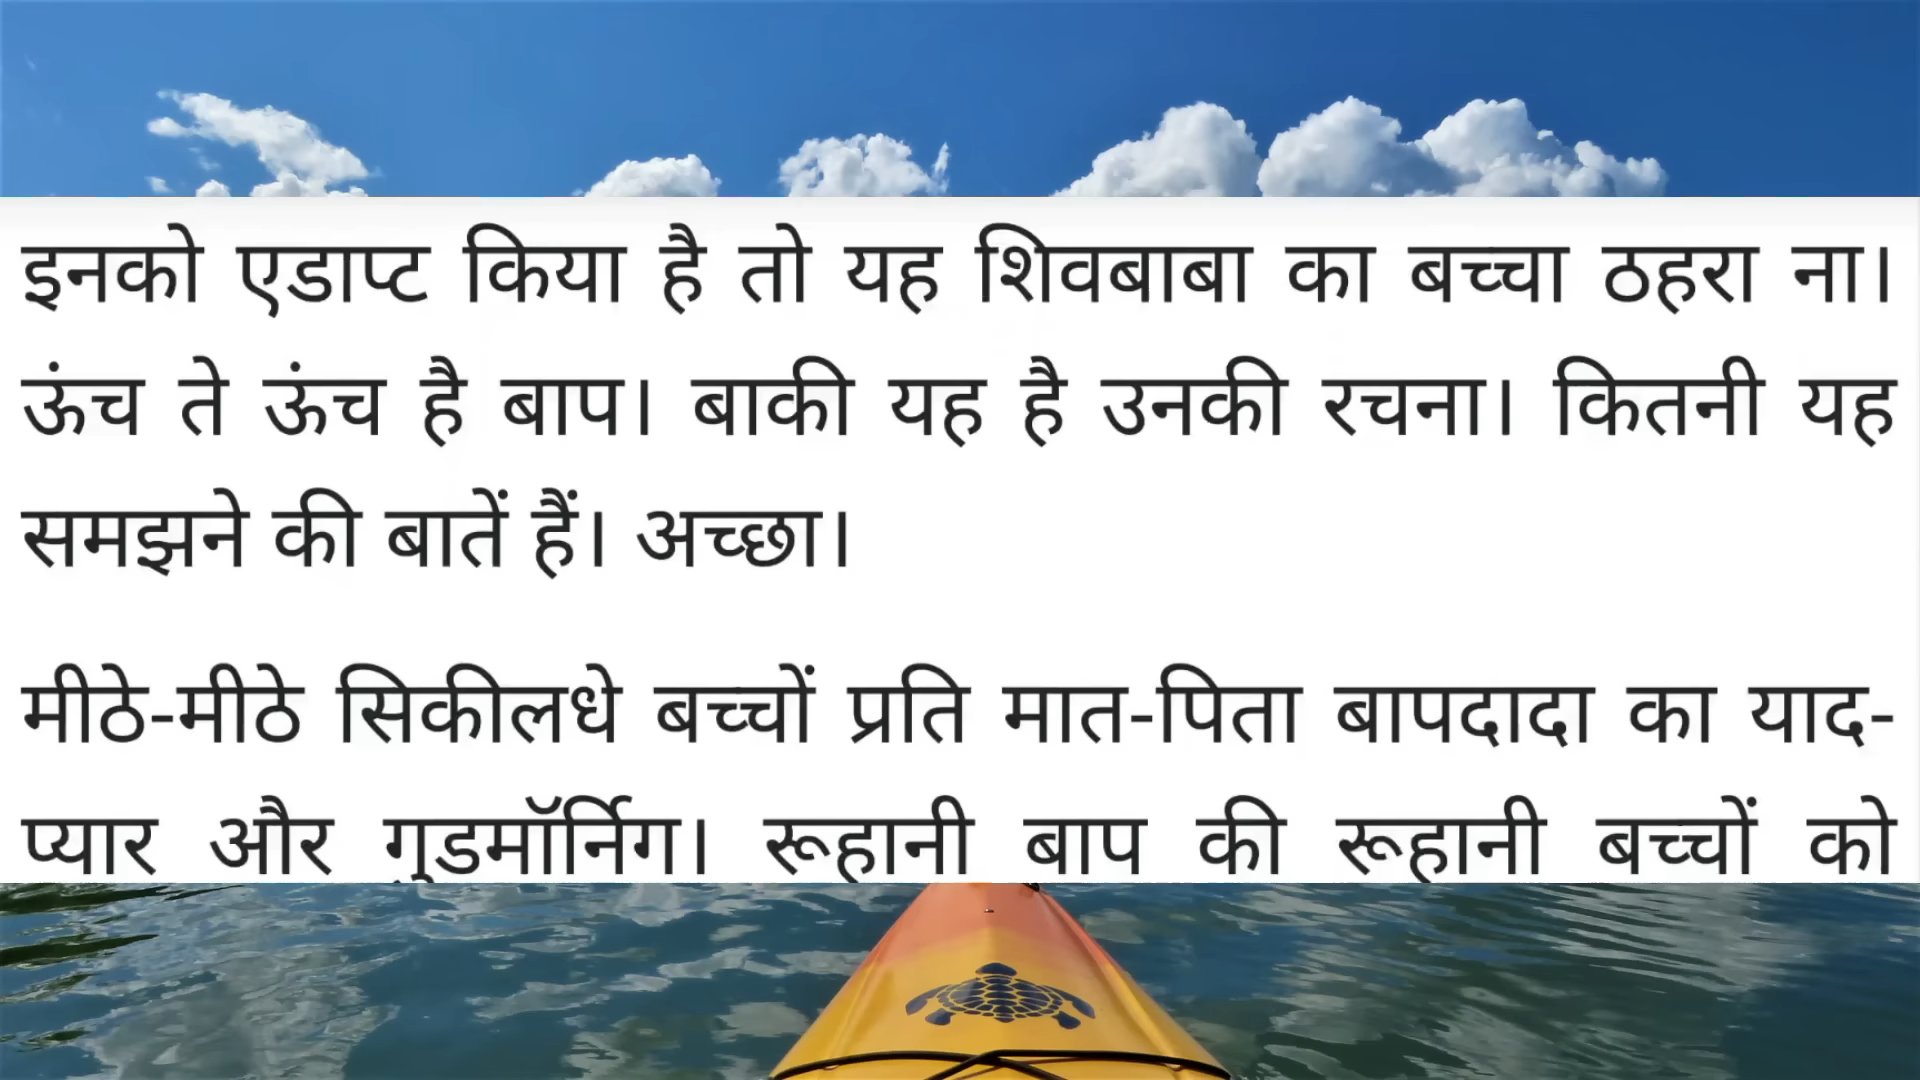 इनको एडाप्ट किया है तो यह शिवबाबा का बच्चा ठहरा ना।
ऊंच ते ऊंच है बाप। बाकी यह है उनकी रचना। कितनी यह
समझने की बातें हैं। अच्छा।
मीठे-मीठे सिकीलधे बच्चों प्रति मात-पिता बापदादा का याद-
प्यार और गुडमॉर्निंग। रूहानी बाप की रूहानी बच्चों को